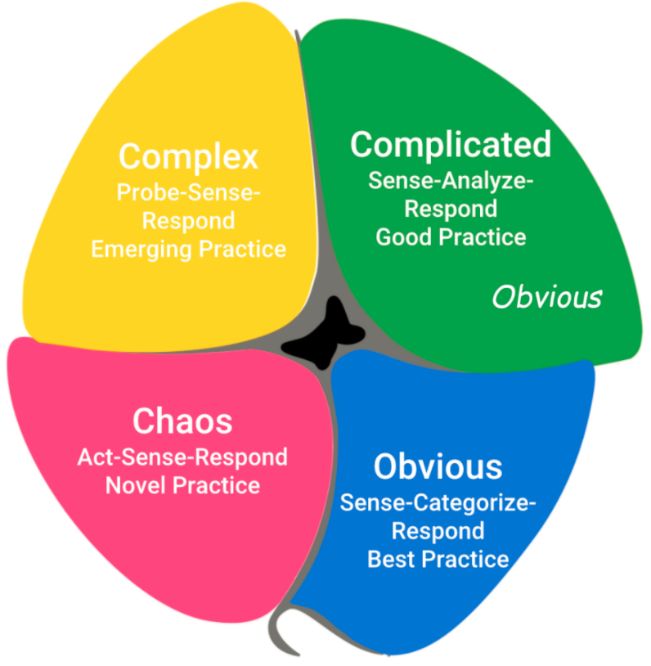 Complex
Probe-Sense-
Respond
Emerging Practice
Complicated
Sense-Analyze-
Respond
Good Practice
Obvious
Chaos
Act-Sense-Respond
Novel Practice
Obvious
Sense-Categorize-
Respond
Best Practice